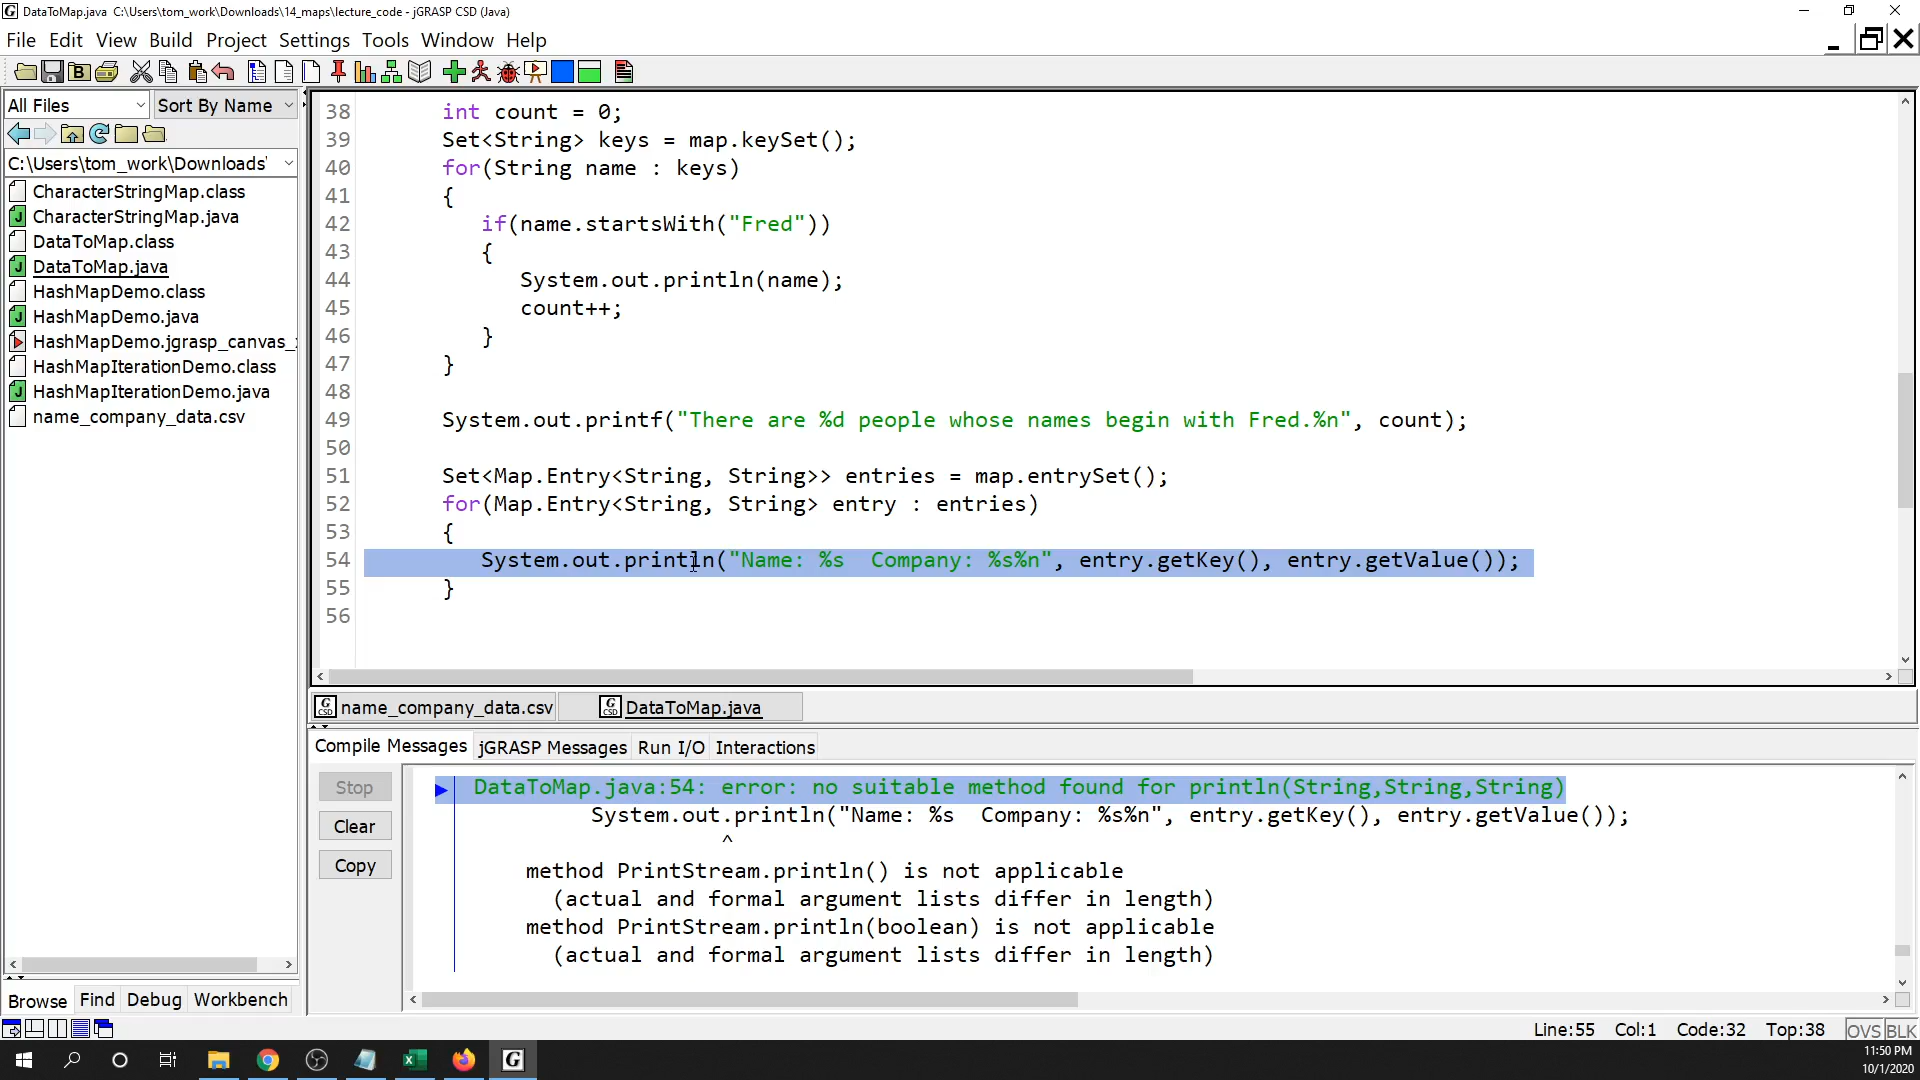 DataToMap.java C:\Users\tom_work\Downloads\14_maps\lecture_code - jGRASP CSD (Java)
File Edit View Build Project Settings Tools Window Help
All Files Sort By Name
C:\Users\tom_work\Downloads'
CharacterStringMap.class
CharacterStringMap.java
DataToMap.class
DataToMap.java
HashMapDemo.class
HashMapDemo.java
HashMapDemo.jgrasp_canvas_
HashMapIterationDemo.class
HashMapIterationDemo.java
name_company_data.csv
Browse Find Debug Workbench
38 int count = 0;
39 Set<String> keys = map.keySet();
40 for(String name : keys)
41 {
42 if(name.startsWith("Fred"))
43 {
44 System.out.println(name);
45 count++;
46 }
47 }
48
49 System.out.printf("There are %d people whose names begin with Fred.%n", count);
50
51 Set<Map.Entry<String, String>> entries = map.entrySet();
52 for(Map.Entry<String, String> entry : entries)
53 {
54 System.out.println("Name: %s  Company: %s%n", entry.getKey(), entry.getValue());
55 }
56
name_company_data.csv DataToMap.java
Compile Messages jGRASP Messages Run I/O Interactions
Stop
Clear
Copy
DataToMap.java:54: error: no suitable method found for println(String,String,String)
System.out.println("Name: %s  Company: %s%n", entry.getKey(), entry.getValue());
^
method PrintStream.println() is not applicable
(actual and formal argument lists differ in length)
method PrintStream.println(boolean) is not applicable
(actual and formal argument lists differ in length)
Line:55 Col:1 Code:32 Top:38 OVS BLK
11:50 PM
10/1/2020